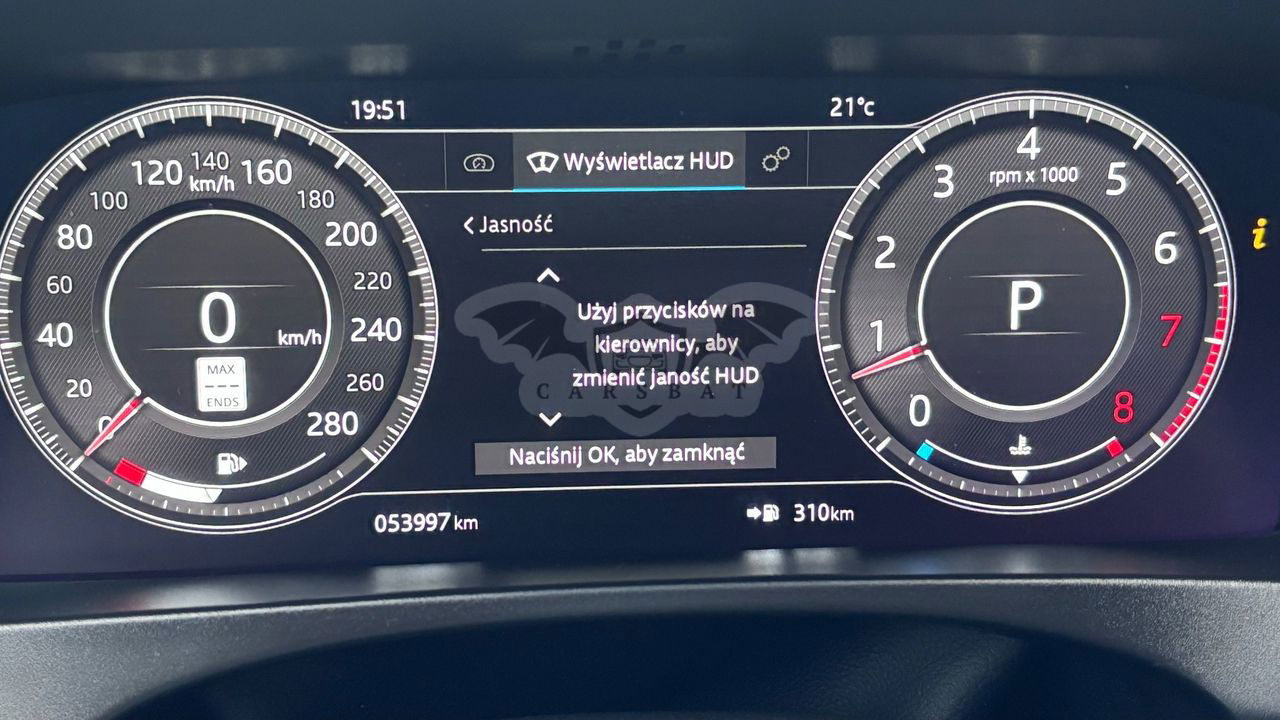 19:51
21°C
Wyświetlacz HUD
Jasność
Użyj przycisków na
kierownicy, aby
zmienić janość HUD
Naciśnij OK, aby zamknąć
CARSBAT
053997 km
310km
0
20
40
60
80
100
120
140
km/h
160
180
200
220
240
260
280
0
km/h
MAX
---
ENDS
0
1
2
3
4
rpm x 1000
5
6
7
8
P
i